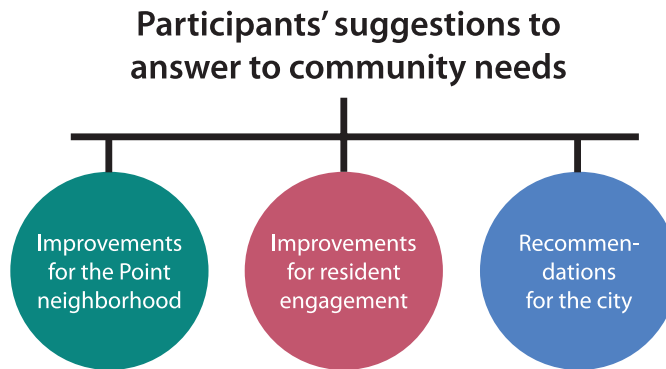 Participants’ suggestions to
answer to community needs
Improvements
for the Point
neighborhood
Improvements
for resident
engagement
Recommen-
dations
for the city